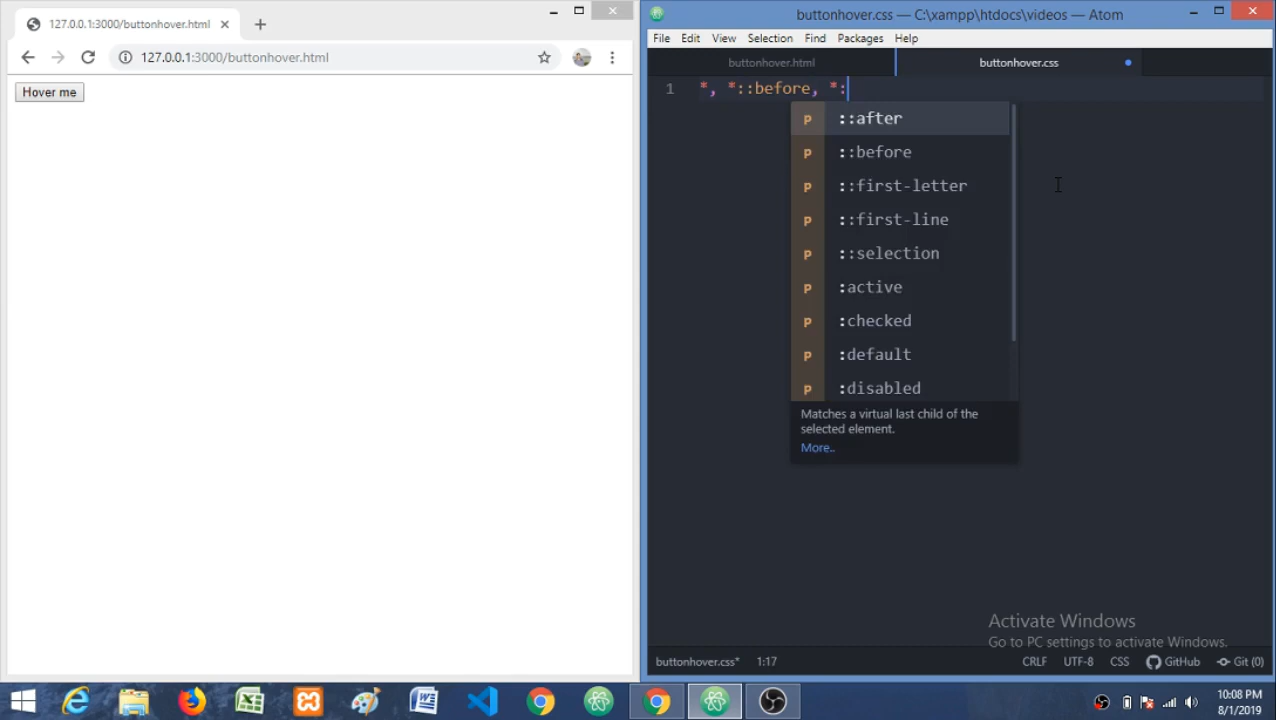 127.0.0.1:3000/buttonhover.html
127.0.0.1:3000/buttonhover.html
Hover me
buttonhover.css — C:\xampp\htdocs\videos — Atom
File Edit View Selection Find Packages Help
buttonhover.html buttonhover.css
1 *, *::before, *:
p ::after
p ::before
p ::first-letter
p ::first-line
p ::selection
p :active
p :checked
p :default
p :disabled
Matches a virtual last child of the
selected element.
More..
Activate Windows
Go to PC settings to activate Windows.
buttonhover.css* 1:17 CRLF UTF-8 CSS GitHub Git (0)
10:08 PM
8/1/2019